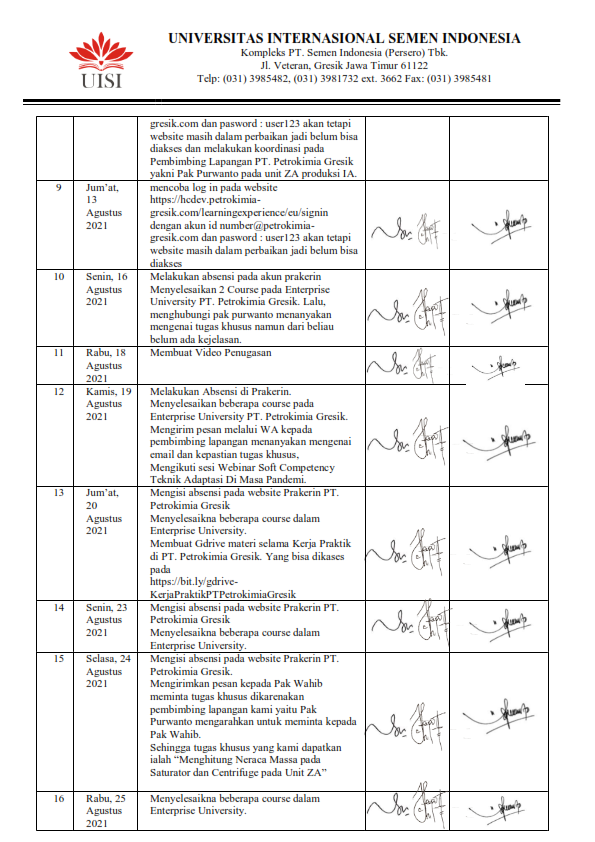 UNIVERSITAS INTERNASIONAL SEMEN INDONESIA
Kompleks PT. Semen Indonesia (Persero) Tbk.
Jl. Veteran, Gresik Jawa Timur 61122
Telp: (031) 3985482, (031) 3981732 ext. 3662 Fax: (031) 3985481
UISI
gresik.com dan pasword : user123 akan tetapi
website masih dalam perbaikan jadi belum bisa
diakses dan melakukan koordinasi pada
Pembimbing Lapangan PT. Petrokimia Gresik
yakni Pak Purwanto pada unit ZA produksi IA.
9
Jum’at,
13
Agustus
2021
mencoba log in pada website
https://hcdev.petrokimia-
gresik.com/learningexperience/eu/signin
dengan akun id number@petrokimia-
gresik.com dan pasword : user123 akan tetapi
website masih dalam perbaikan jadi belum bisa
diakses
10
Senin, 16
Agustus
2021
Melakukan absensi pada akun prakerin
Menyelesaikan 2 Course pada Enterprise
University PT. Petrokimia Gresik. Lalu,
menghubungi pak purwanto menanyakan
mengenai tugas khusus namun dari beliau
belum ada kejelasan.
11
Rabu, 18
Agustus
2021
Membuat Video Penugasan
12
Kamis, 19
Agustus
2021
Melakukan Absensi di Prakerin.
Menyelesaikan beberapa course pada
Enterprise University PT. Petrokimia Gresik.
Mengirim pesan melalui WA kepada
pembimbing lapangan menanyakan mengenai
email dan kepastian tugas khusus,
Mengikuti sesi Webinar Soft Competency
Teknik Adaptasi Di Masa Pandemi.
13
Jum’at,
20
Agustus
2021
Mengisi absensi pada website Prakerin PT.
Petrokimia Gresik
Menyelesaikna beberapa course dalam
Enterprise University.
Membuat Gdrive materi selama Kerja Praktik
di PT. Petrokimia Gresik. Yang bisa dikases
pada
https://bit.ly/gdrive-
KerjaPraktikPTPetrokimiaGresik
14
Senin, 23
Agustus
2021
Mengisi absensi pada website Prakerin PT.
Petrokimia Gresik
Menyelesaikna beberapa course dalam
Enterprise University.
15
Selasa, 24
Agustus
2021
Mengisi absensi pada website Prakerin PT.
Petrokimia Gresik.
Mengirimkan pesan kepada Pak Wahib
meminta tugas khusus dikarenakan
pembimbing lapangan kami yaitu Pak
Purwanto mengarahkan untuk meminta kepada
Pak Wahib.
Sehingga tugas khusus yang kami dapatkan
ialah “Menghitung Neraca Massa pada
Saturator dan Centrifuge pada Unit ZA”
16
Rabu, 25
Agustus
2021
Menyelesaikna beberapa course dalam
Enterprise University.